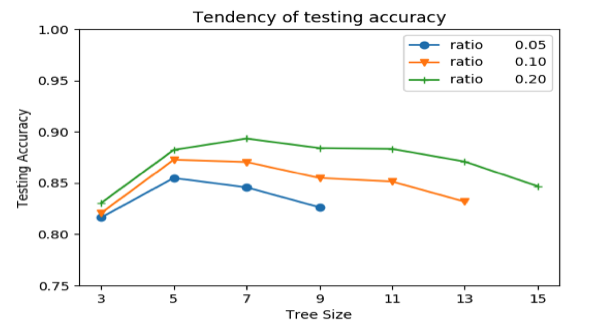 Tendency of testing accuracy
1.00
0.95
0.90
0.85
0.80
0.75
Testing Accuracy
ratio 0.05
ratio 0.10
ratio 0.20
3 5 7 9 11 13 15
Tree Size